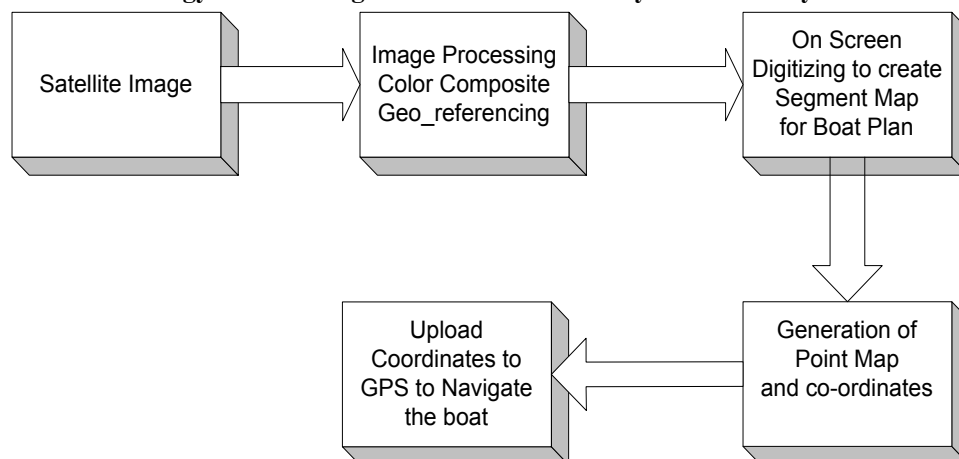 Satellite Image
Image Processing
Color Composite
Geo_referencing
On Screen
Digitizing to create
Segment Map
for Boat Plan
Generation of
Point Map
and co-ordinates
Upload
Coordinates to
GPS to Navigate
the boat